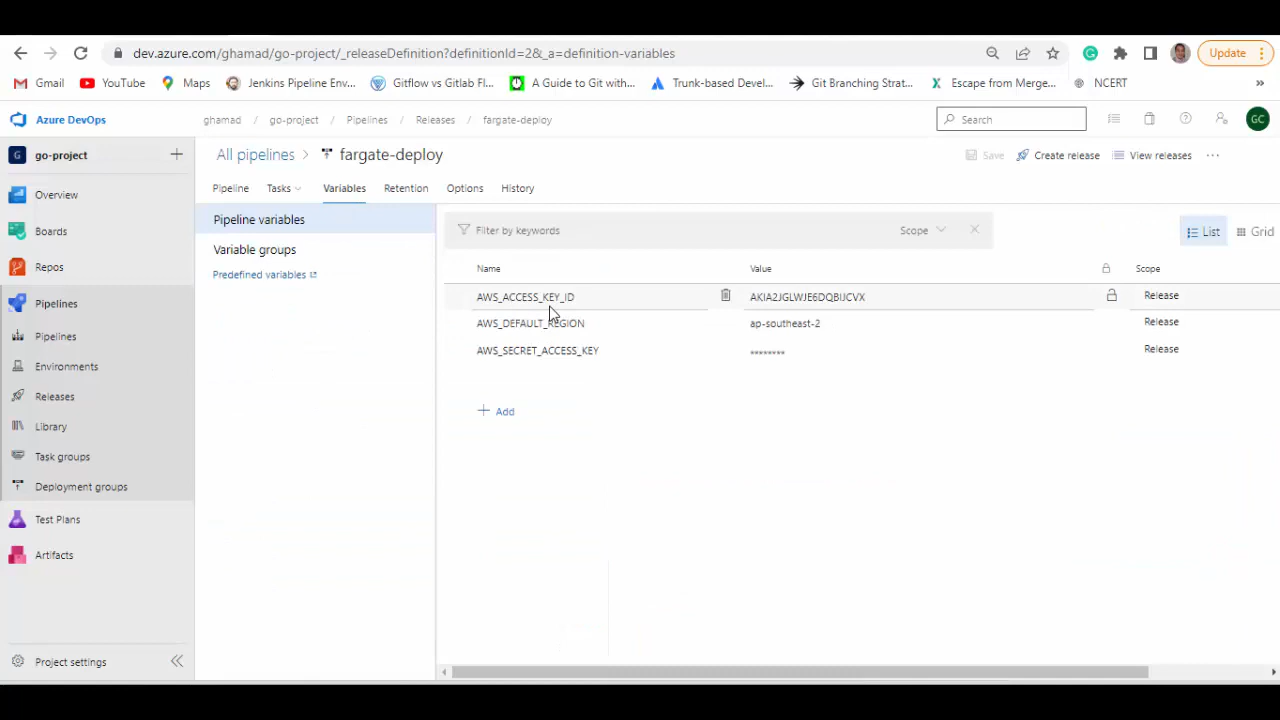 dev.azure.com/ghamad/go-project/_releaseDefinition?definitionId=2&_a=definition-variables
Update
Gmail YouTube Maps Jenkins Pipeline Env... Gitflow vs Gitlab Fl... A Guide to Git with... Trunk-based Devel... Git Branching Strat... Escape from Merge... NCERT »
Azure DevOps ghamad / go-project / Pipelines / Releases / fargate-deploy Search GC
G go-project +
All pipelines > fargate-deploy Save Create release View releases ...
Overview
Pipeline Tasks Variables Retention Options History
Boards
Repos
Pipelines
Pipelines
Environments
Releases
Library
Task groups
Deployment groups
Test Plans
Artifacts
Project settings
Pipeline variables
Variable groups
Predefined variables
Filter by keywords Scope List Grid
Name Value Scope
AWS_ACCESS_KEY_ID AKIA2JGLWJE6DQBIJCVX Release
AWS_DEFAULT_REGION ap-southeast-2 Release
AWS_SECRET_ACCESS_KEY ******** Release
+ Add